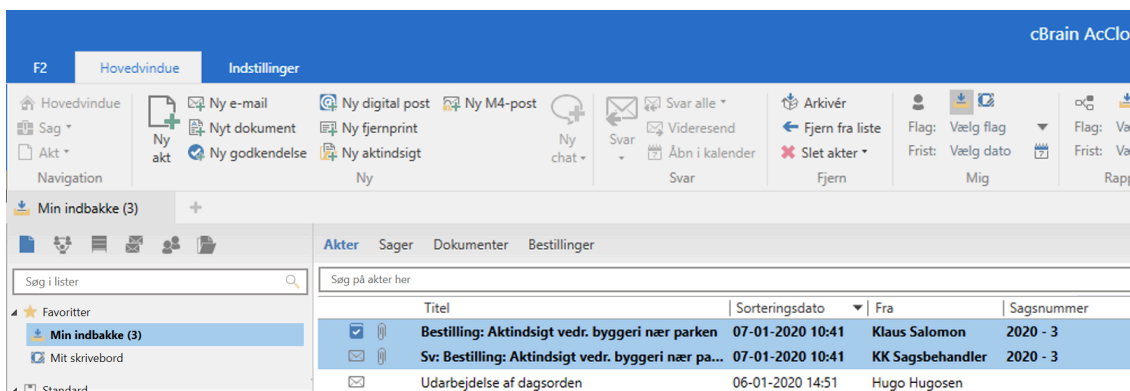 cBrain AcClo
F2 Hovedvindue Indstillinger
Hovedvindue Ny e-mail Ny digital post Ny M4-post Svar alle Arkivér
Sag Nyt dokument Ny fjernprint Videresend Fjern fra liste Flag: Vælg flag Flag: Væ
Akt Ny akt Ny godkendelse Ny aktindsigt Ny chat Svar Åbn i kalender Slet akter Frist: Vælg dato Frist: Væ
Navigation Ny Svar Fjern Mig Rapp
Min indbakke (3) +
Akter Sager Dokumenter Bestillinger
Søg i lister Søg på akter her
Titel Sorteringsdato Fra Sagsnummer
Favoritter
Min indbakke (3) Bestilling: Aktindsigt vedr. byggeri nær parken 07-01-2020 10:41 Klaus Salomon 2020 - 3
Mit skrivebord Sv: Bestilling: Aktindsigt vedr. byggeri nær pa... 07-01-2020 10:41 KK Sagsbehandler 2020 - 3
Standard Udarbejdelse af dagsorden 06-01-2020 14:51 Hugo Hugosen